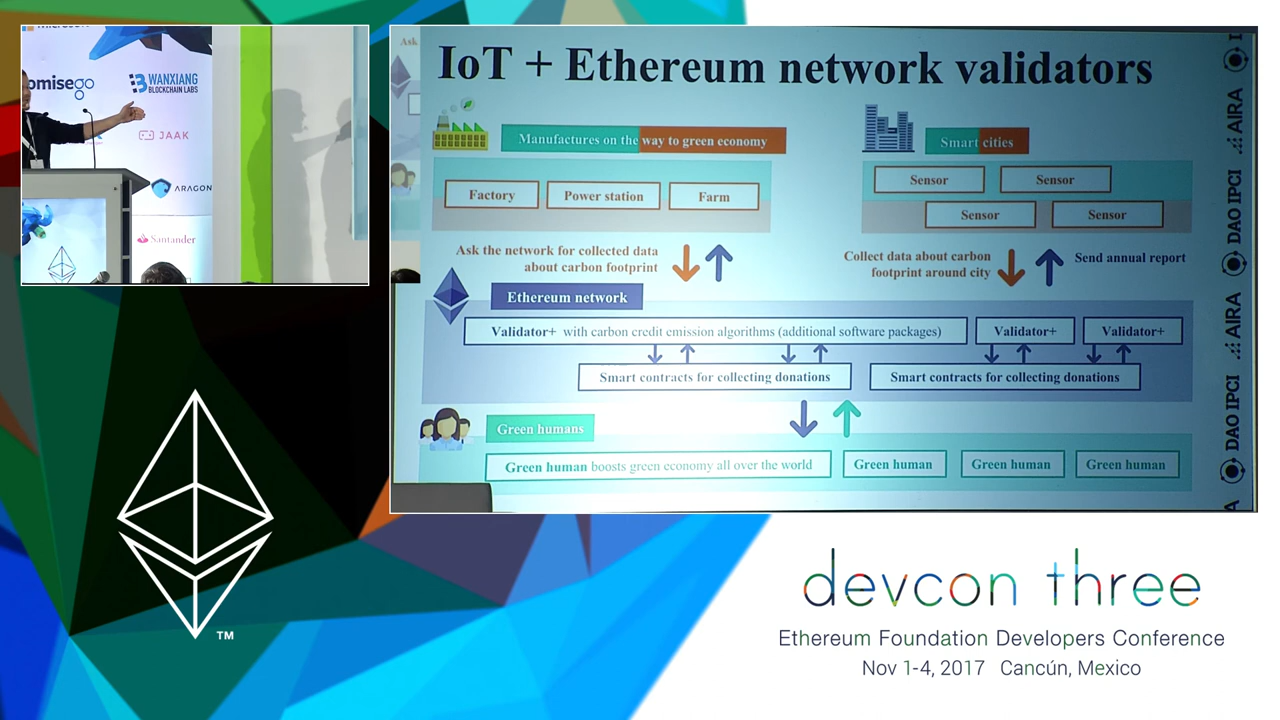 omisego
WANXIANG
BLOCKCHAIN LABS
JAAK
ARAGON
Santander
Ask
IoT + Ethereum network validators
Manufactures on the way to green economy
Smart cities
Factory
Power station
Farm
Sensor
Sensor
Sensor
Sensor
Ask the network for collected data
about carbon footprint
Collect data about carbon
footprint around city
Send annual report
Ethereum network
Validator+ with carbon credit emission algorithms (additional software packages)
Validator+
Validator+
Smart contracts for collecting donations
Smart contracts for collecting donations
Green humans
Green human boosts green economy all over the world
Green human
Green human
Green human
AIRA
DAO IPCI
AIRA
DAO IPCI
TM
devcon three
Ethereum Foundation Developers Conference
Nov 1-4, 2017 Cancún, Mexico